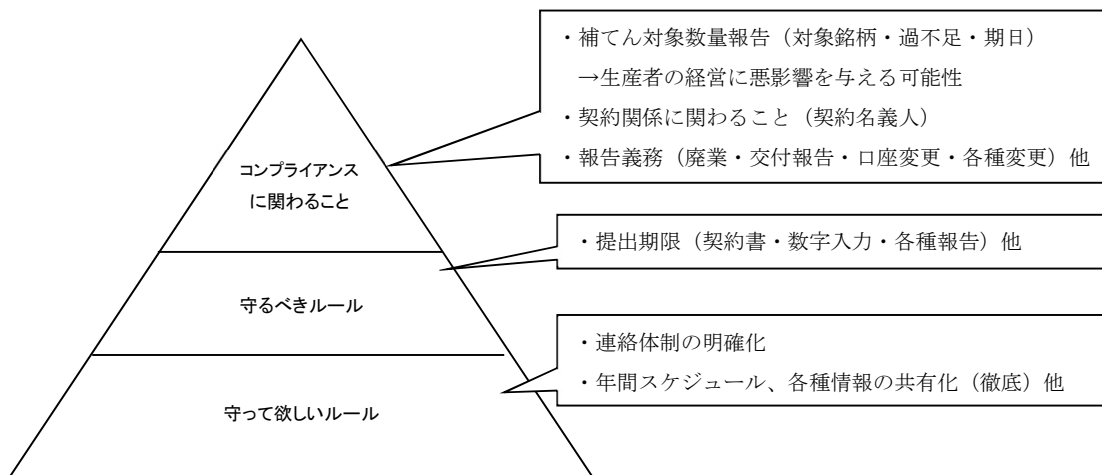 ・補てん対象数量報告（対象銘柄・過不足・期日）
→生産者の経営に悪影響を与える可能性
・契約関係に関わること（契約名義人）
・報告義務（廃業・交付報告・口座変更・各種変更）他
コンプライアンス
に関わること
・提出期限（契約書・数字入力・各種報告）他
守るべきルール
・連絡体制の明確化
・年間スケジュール、各種情報の共有化（徹底）他
守って欲しいルール